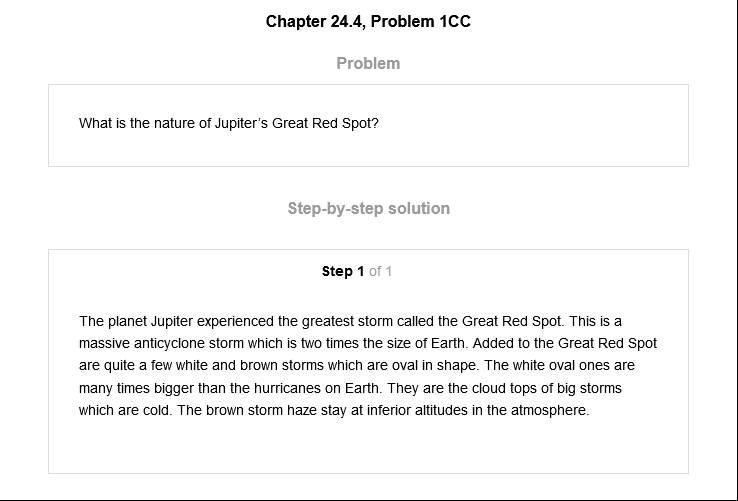 Chapter 24.4, Problem 1CC
Problem
What is the nature of Jupiter’s Great Red Spot?
Step-by-step solution
Step 1 of 1
The planet Jupiter experienced the greatest storm called the Great Red Spot. This is a
massive anticyclone storm which is two times the size of Earth. Added to the Great Red Spot
are quite a few white and brown storms which are oval in shape. The white oval ones are
many times bigger than the hurricanes on Earth. They are the cloud tops of big storms
which are cold. The brown storm haze stay at inferior altitudes in the atmosphere.